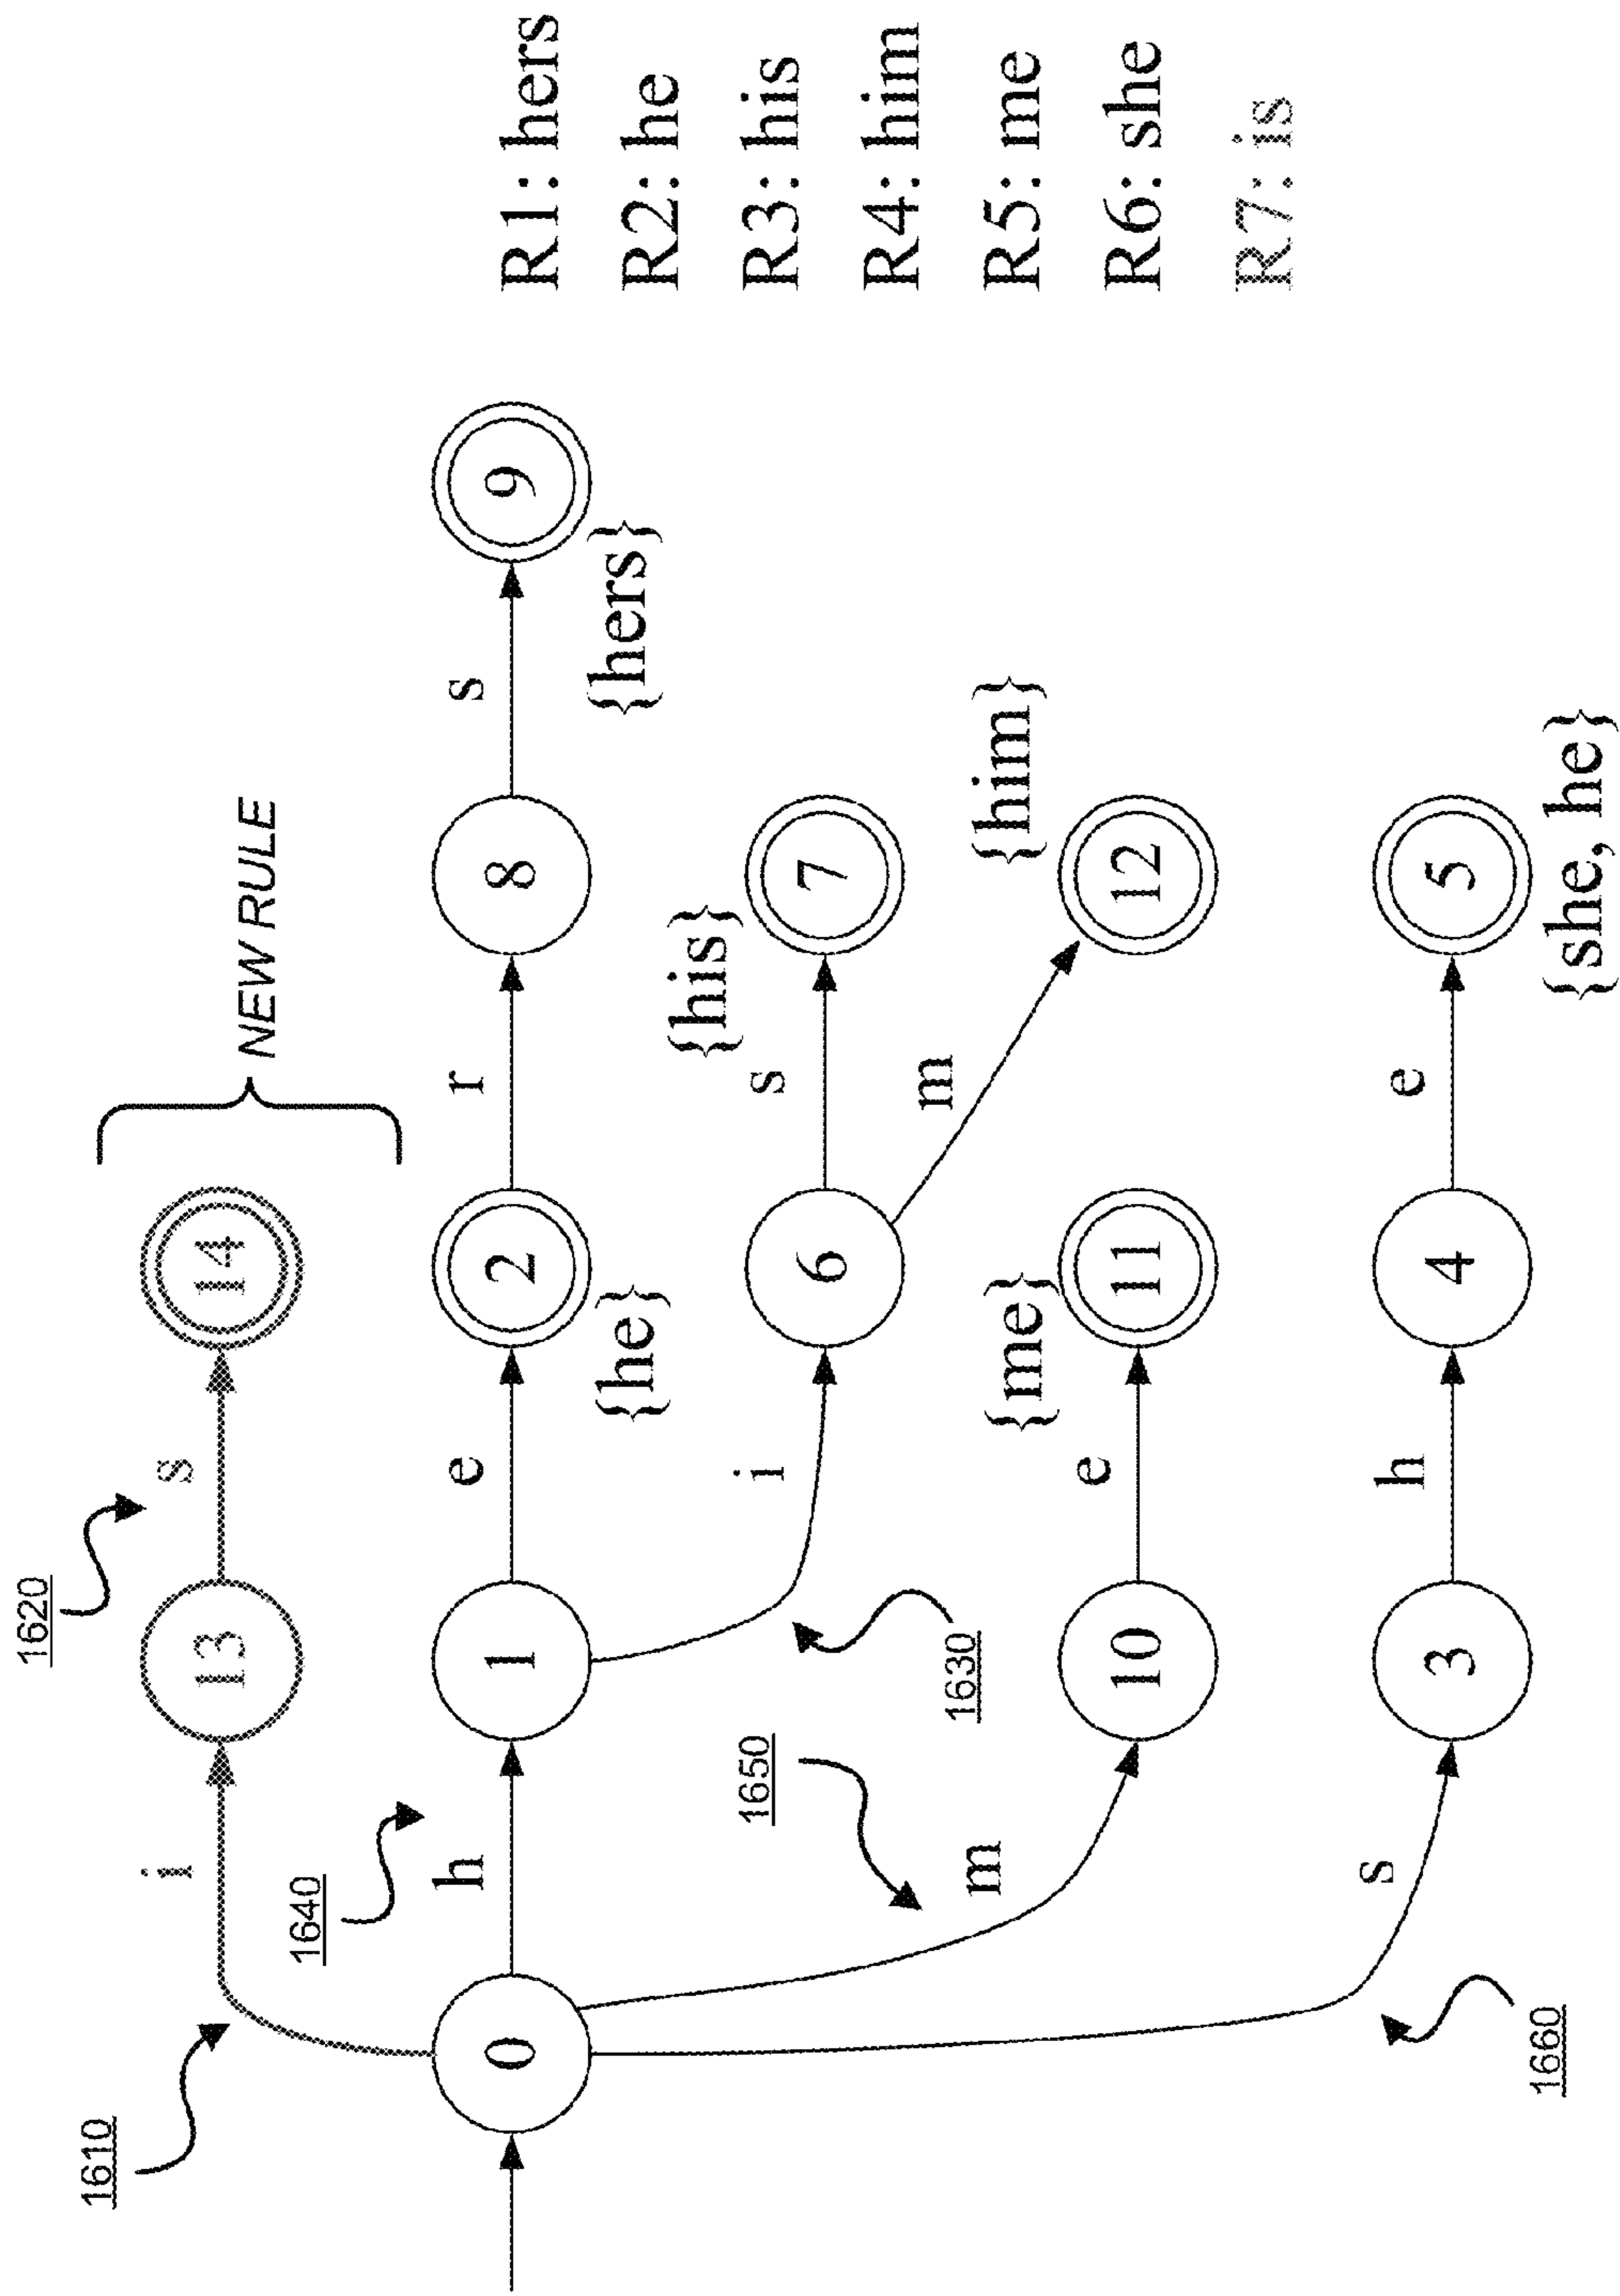 NEW RULE
1610
1620
i
s
13
14
1640
h
e
r
s
0
1
2
8
9
{he}
{hers}
1630
i
s
6
7
{his}
m
12
{him}
1650
m
e
10
11
{me}
1660
s
h
e
3
4
5
{she, he}
R1: hers
R2: he
R3: his
R4: him
R5: me
R6: she
R7: is